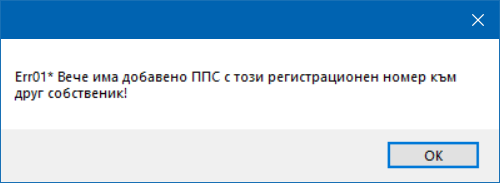 Err01* Вече има добавено ППС с този регистрационен номер към
друг собственик!
OK